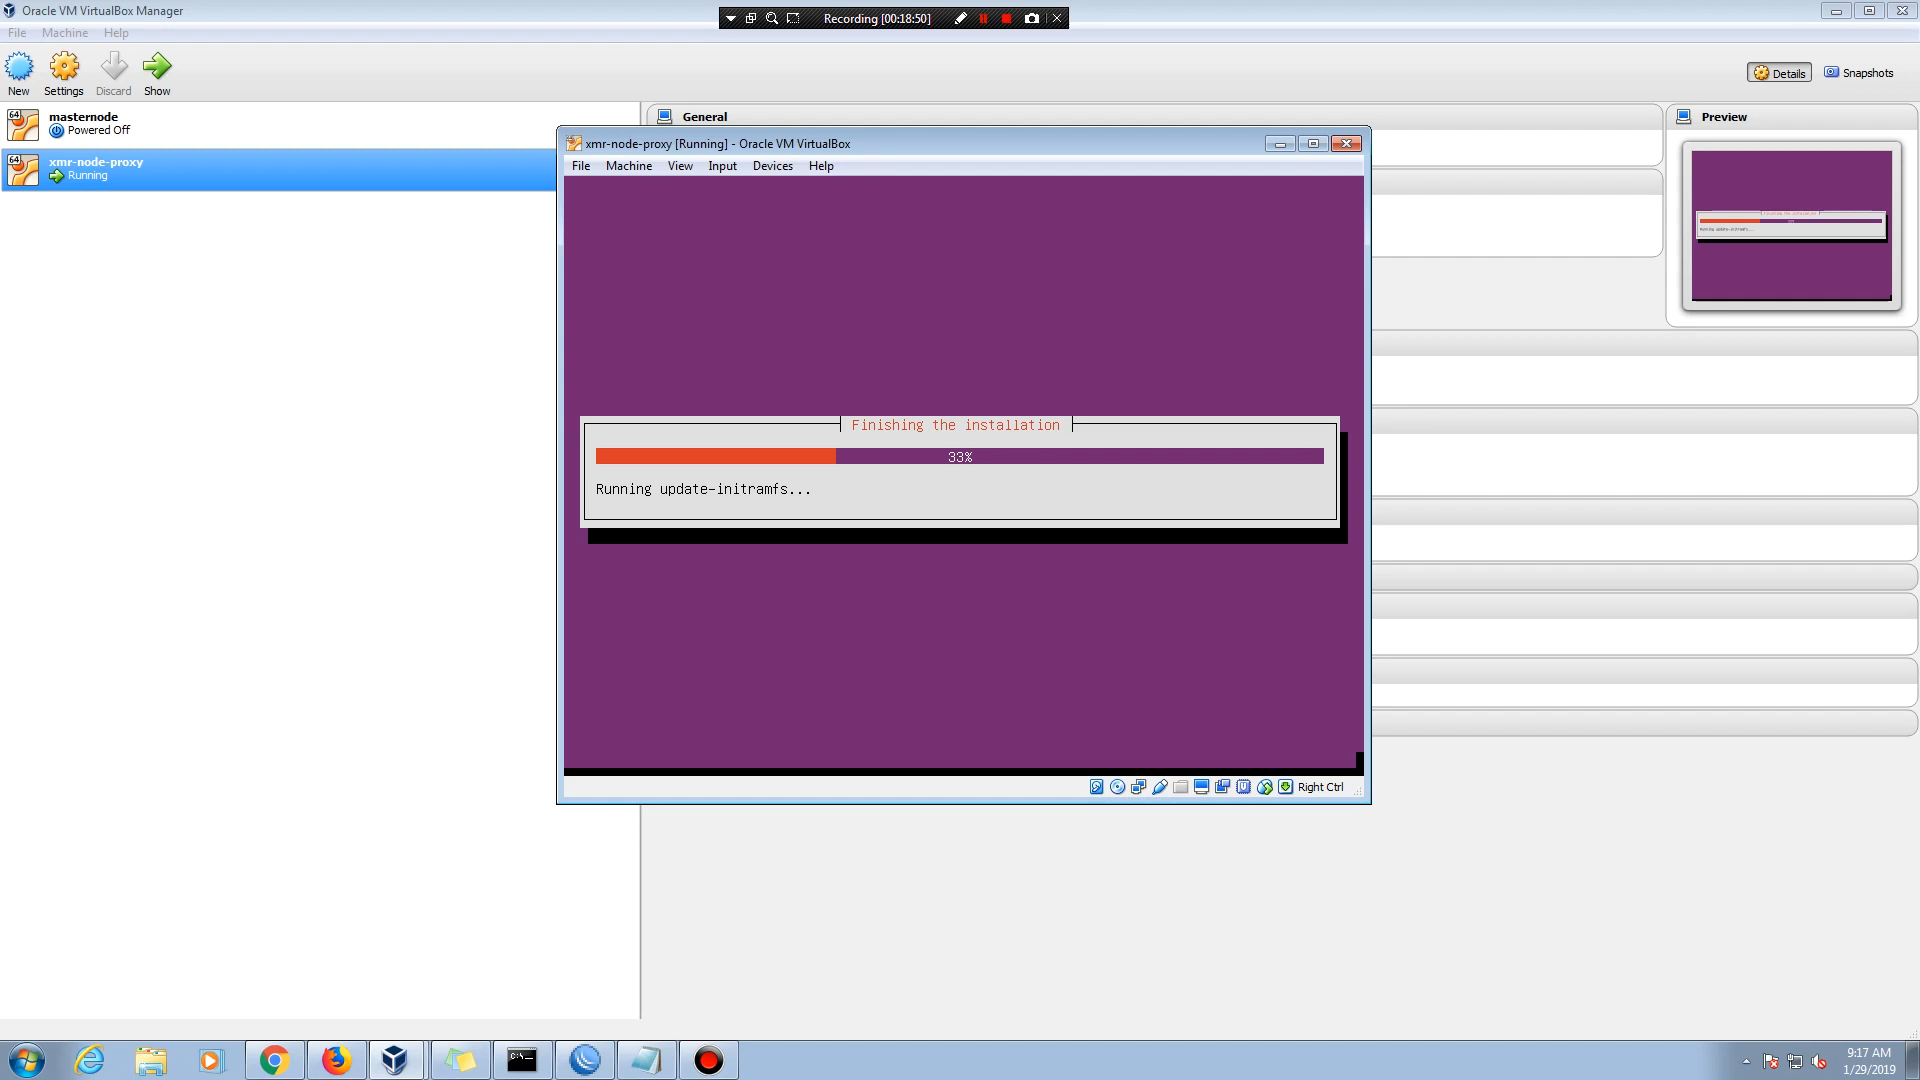 Oracle VM VirtualBox Manager
Recording [00:18:50]
File Machine Help
New Settings Discard Show
Details Snapshots
64
masternode
Powered Off
64
xmr-node-proxy
Running
General
Preview
xmr-node-proxy [Running] - Oracle VM VirtualBox
File Machine View Input Devices Help
Finishing the installation
33%
Running update-initramfs...
Right Ctrl
C:\_
9:17 AM
1/29/2019